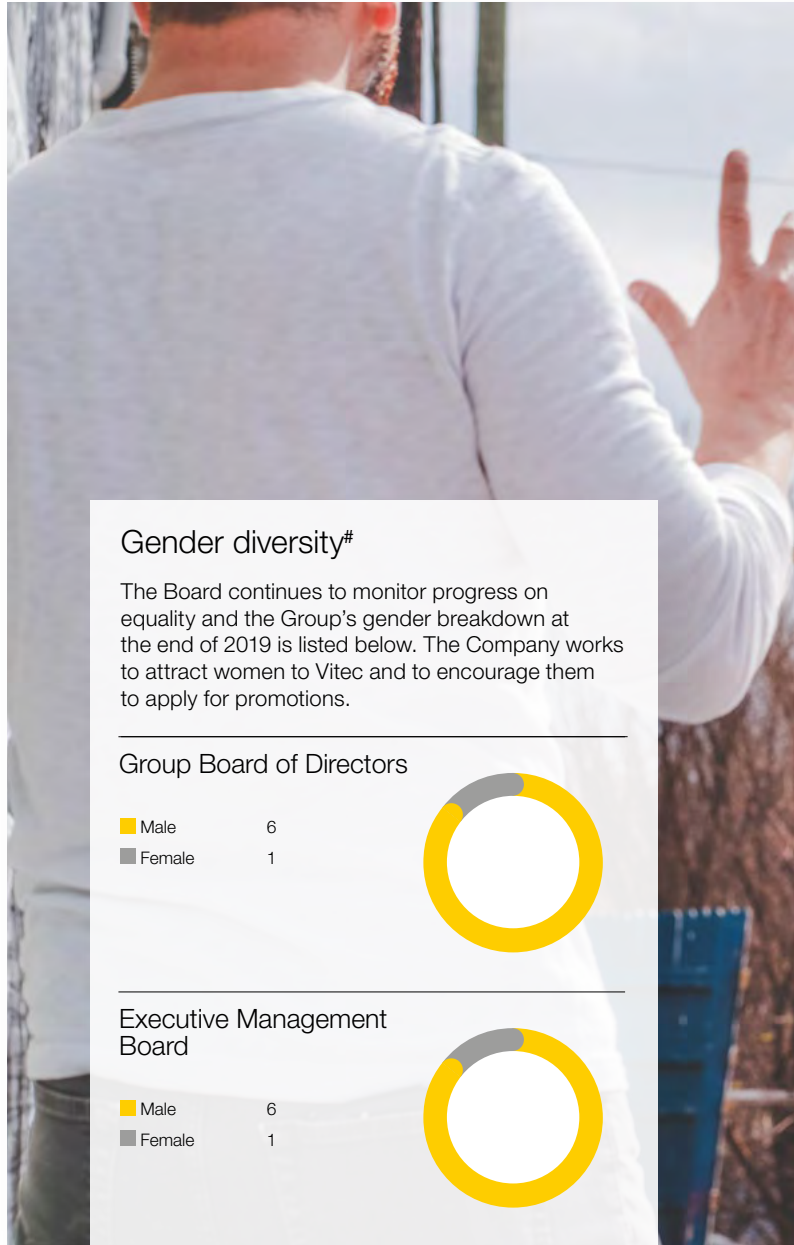 Gender diversity#
The Board continues to monitor progress on
equality and the Group's gender breakdown at
the end of 2019 is listed below. The Company works
to attract women to Vitec and to encourage them
to apply for promotions.
Group Board of Directors
Male 6
Female 1
Executive Management
Board
Male 6
Female 1